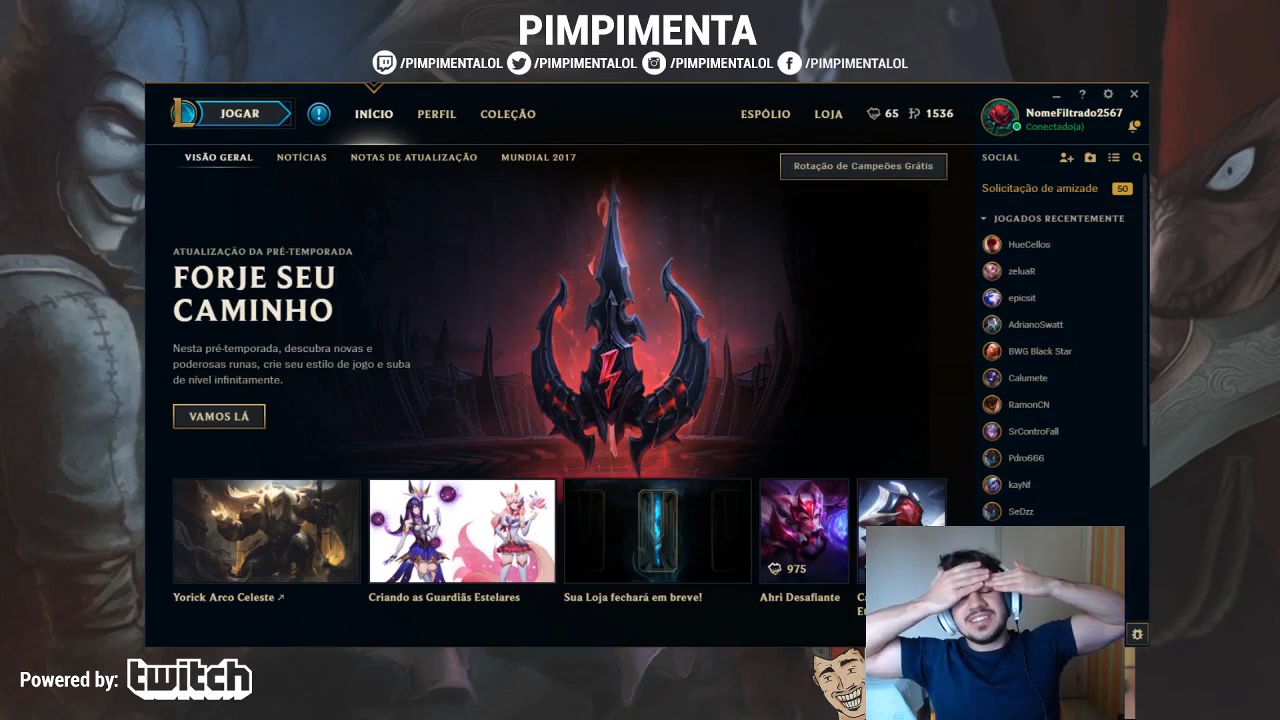 PIMPIMENTA
/PIMPIMENTALOL /PIMPIMENTALOL /PIMPIMENTALOL /PIMPIMENTALOL
JOGAR
INÍCIO PERFIL COLEÇÃO ESPÓLIO LOJA 65 1536
NomeFiltrado2567
Conectado(a)
VISÃO GERAL NOTÍCIAS NOTAS DE ATUALIZAÇÃO MUNDIAL 2017
Rotação de Campeões Grátis
SOCIAL
Solicitação de amizade 50
JOGADOS RECENTEMENTE
HueCellos
zeluaR
epicsit
AdrianoSwatt
BWG Black Star
Calumete
RamonCN
SrControFall
Pdro666
kayNf
SeDzz
ATUALIZAÇÃO DA PRÉ-TEMPORADA
FORJE SEU
CAMINHO
Nesta pré-temporada, descubra novas e
poderosas runas, crie seu estilo de jogo e suba
de nível infinitamente.
VAMOS LÁ
975
Yorick Arco Celeste
Criando as Guardiãs Estelares
Sua Loja fechará em breve!
Ahri Desafiante
Powered by: twitch